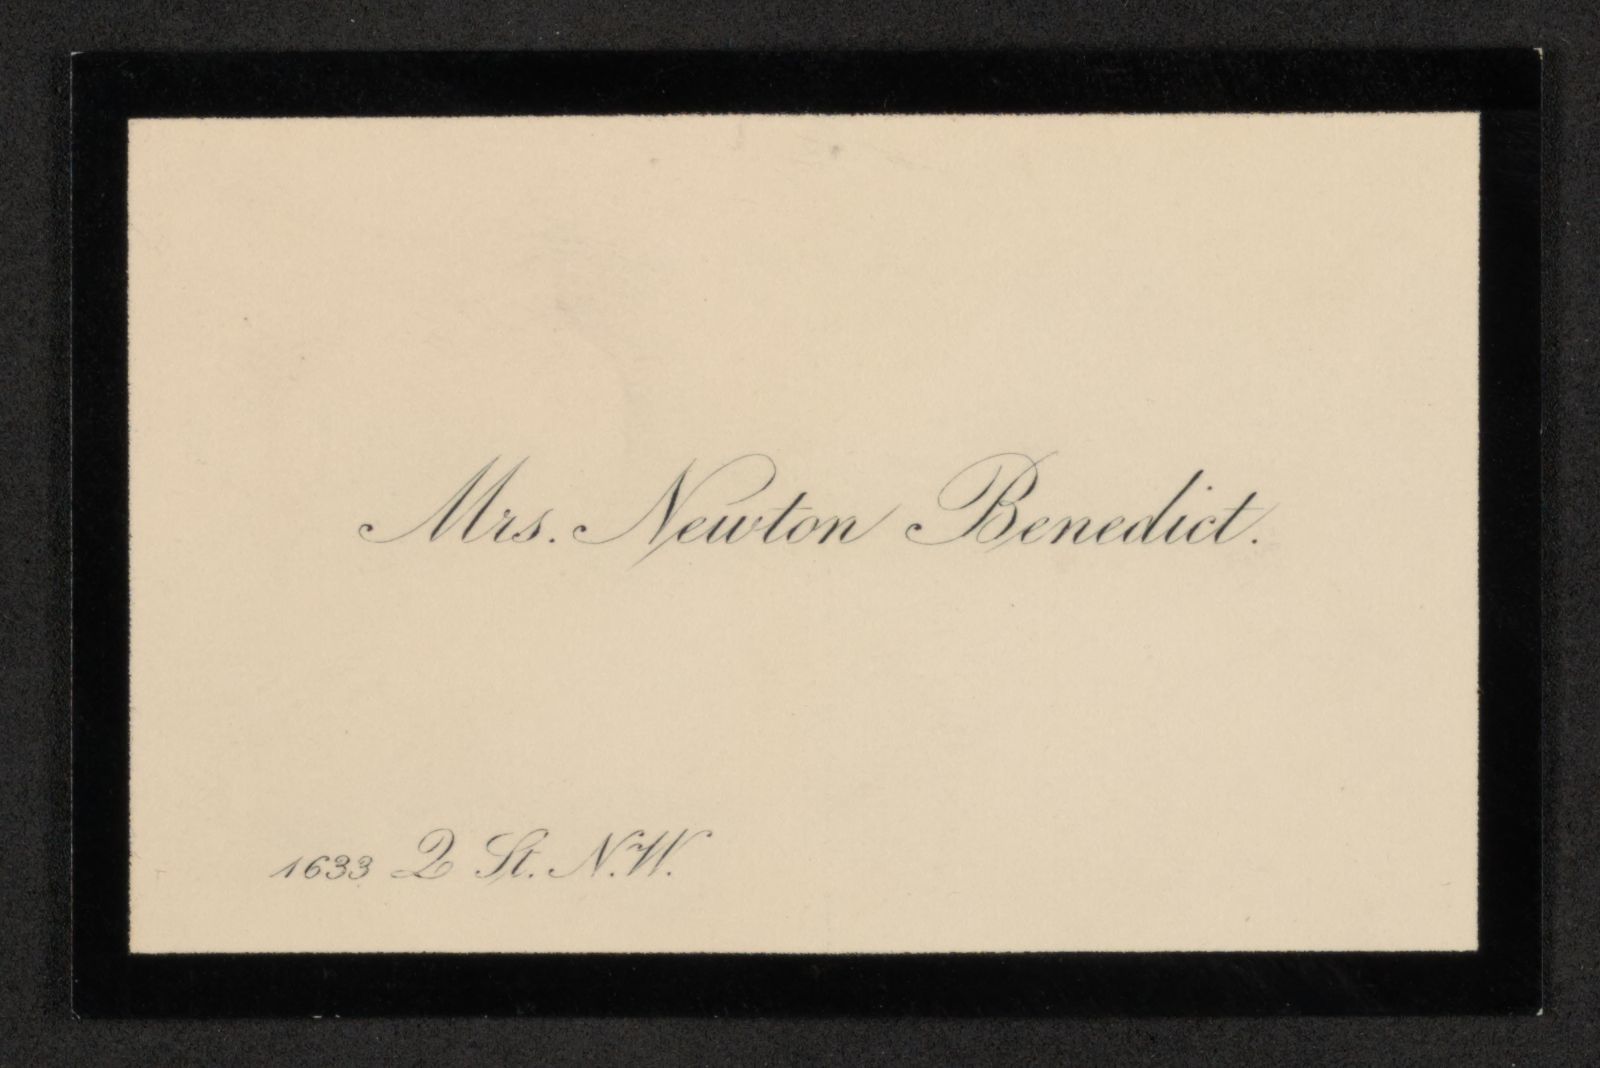 Mrs. Newton Benedict.
1633 Q St. N.W.